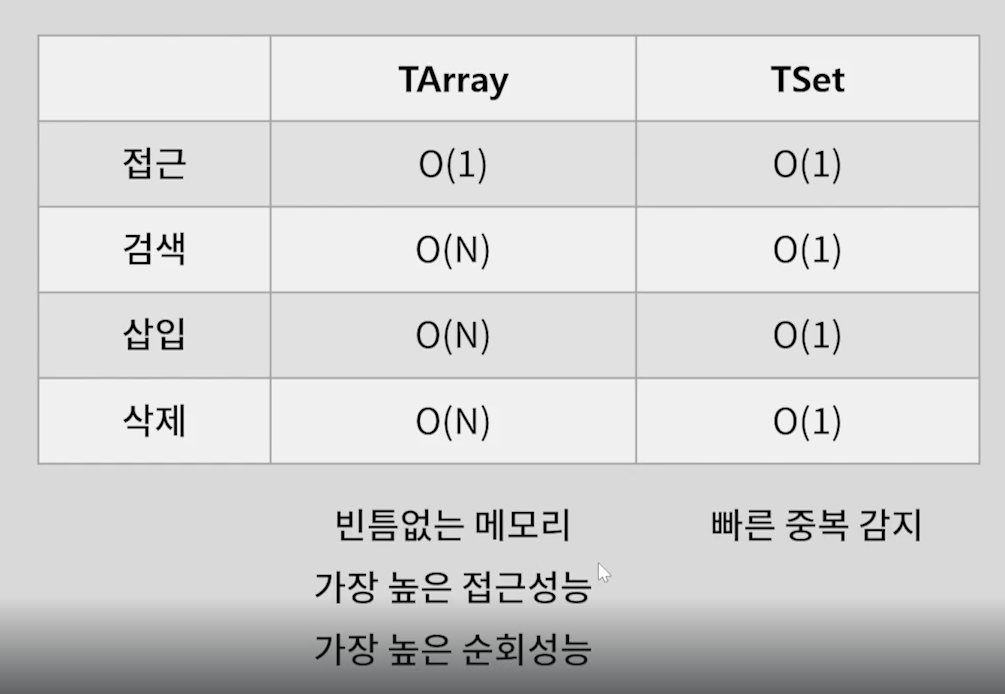 TArray TSet
접근 O(1) O(1)
검색 O(N) O(1)
삽입 O(N) O(1)
삭제 O(N) O(1)
빈틈없는 메모리 빠른 중복 감지
가장 높은 접근성능
가장 높은 순회성능